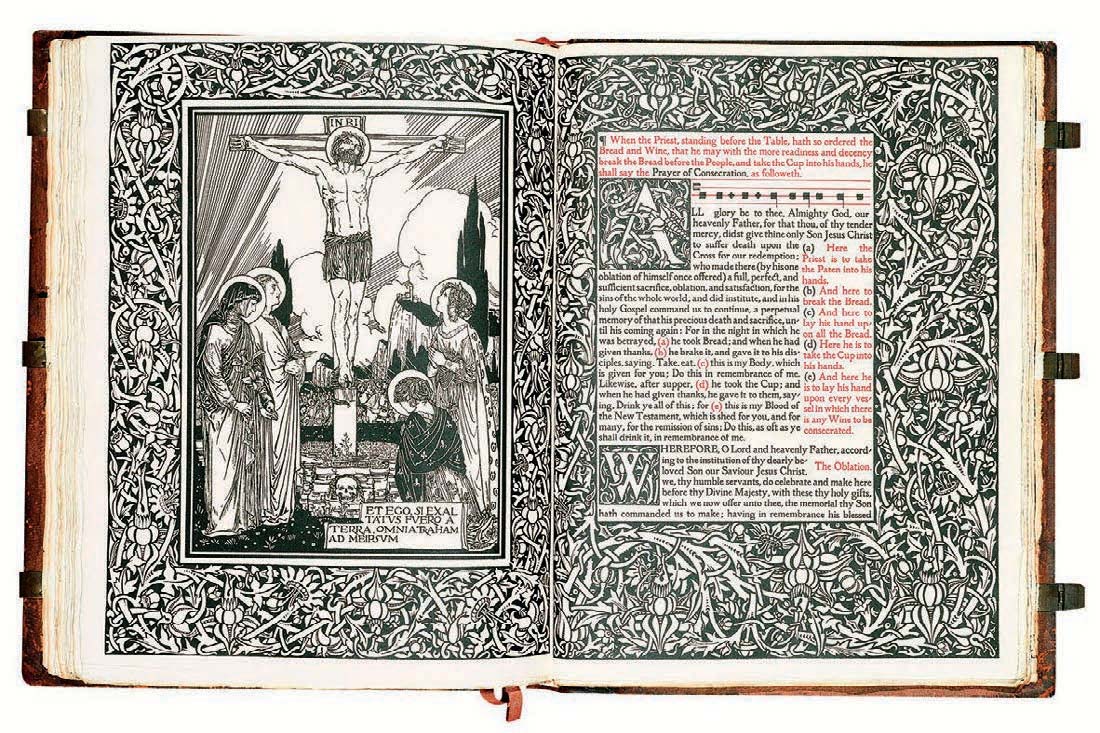 INRI
ET EGO, SI EXAL
TATVS FVERO A
TERRA, OMNIA TRAHAM
AD MEIPSVM
¶ When the Priest, standing before the Table, hath so ordered the
Bread and Wine, that he may with the more readiness and decency
break the Bread before the People, and take the Cup into his hands, he
shall say the Prayer of Consecration, as followeth.
ALL glory be to thee, Almighty God, our
heavenly Father, for that thou, of thy tender
mercy, didst give thine only Son Jesus Christ
to suffer death upon the
Cross for our redemption;
who made there (by his one
oblation of himself once offered) a full, perfect, and
sufficient sacrifice, oblation, and satisfaction, for the
sins of the whole world; and did institute, and in his
holy Gospel command us to continue, a perpetual
memory of that his precious death and sacrifice, un-
til his coming again: For in the night in which he
was betrayed, (a) he took Bread; and when he had
given thanks, (b) he brake it, and gave it to his dis-
ciples, saying, Take, eat, (c) this is my Body, which
is given for you; Do this in remembrance of me.
Likewise, after supper, (d) he took the Cup; and
when he had given thanks, he gave it to them, say-
ing, Drink ye all of this; for (e) this is my Blood of
the New Testament, which is shed for you, and for
many, for the remission of sins; Do this, as oft as ye
shall drink it, in remembrance of me.
(a) Here the
Priest is to take
the Paten into his
hands.
(b) And here to
break the Bread.
(c) And here to
lay his hand up-
on all the Bread.
(d) Here he is to
take the Cup into
his hands.
(e) And here he
is to lay his hand
upon every ves-
sel in which there
is any Wine to be
consecrated.
WHEREFORE, O Lord and heavenly Father, accord-
ing to the institution of thy dearly be-
loved Son our Saviour Jesus Christ,
we, thy humble servants, do celebrate and make here
before thy Divine Majesty, with these thy holy gifts,
which we now offer unto thee, the memorial thy Son
hath commanded us to make; having in remembrance his blessed
The Oblation.